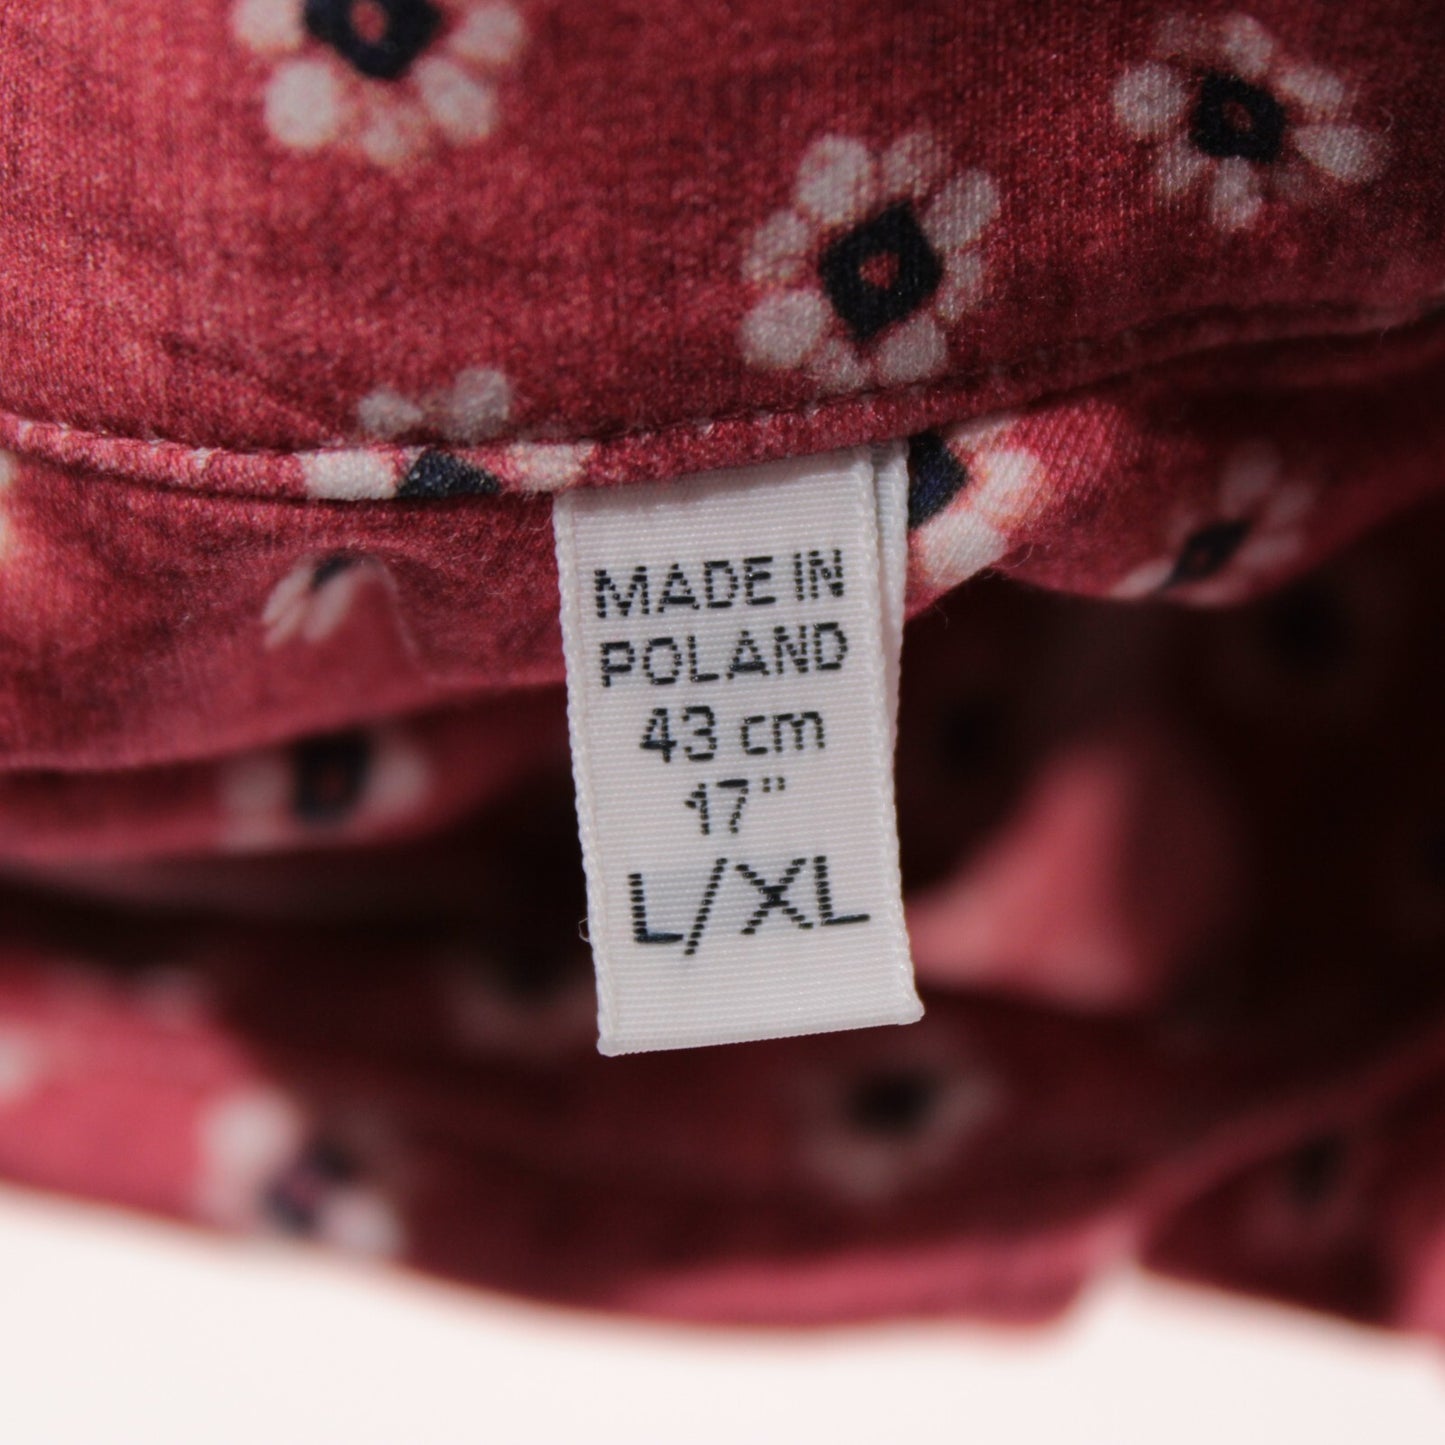 MADE IN
POLAND
43 cm
17"
L/XL